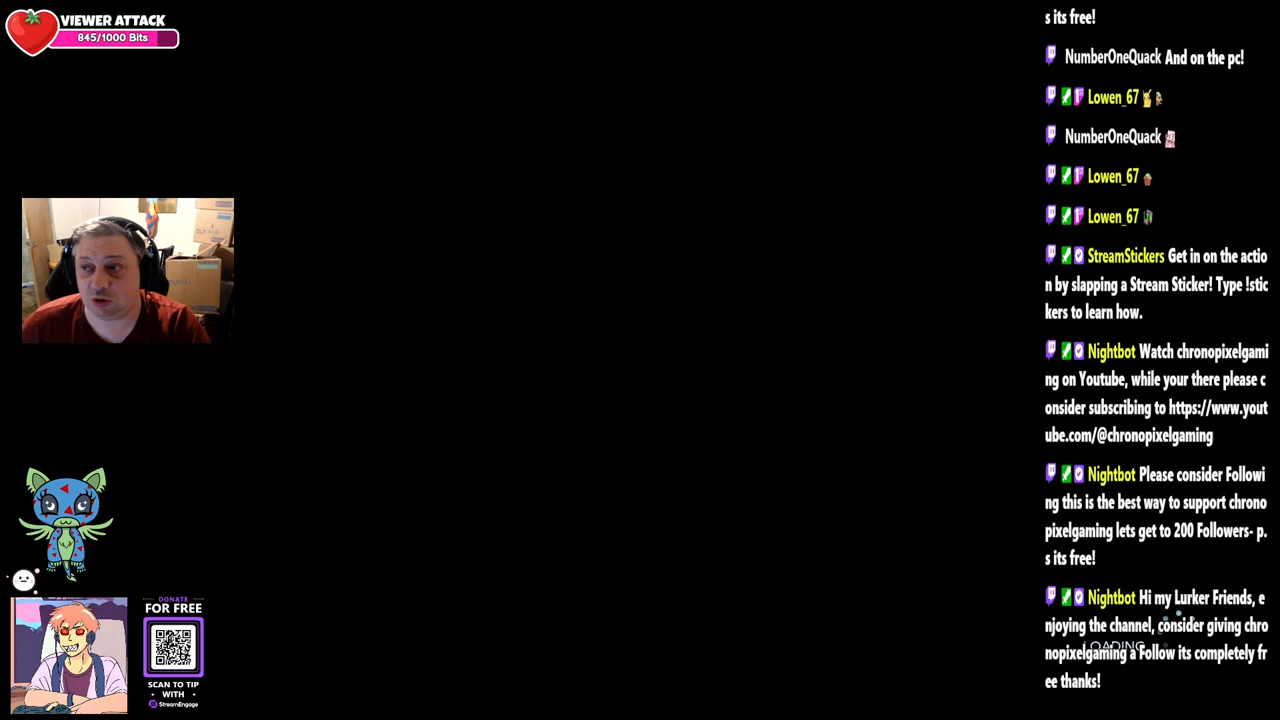 VIEWER ATTACK
845/1000 Bits
s its free!
NumberOneQuack And on the pc!
Lowen_67
NumberOneQuack
Lowen_67
Lowen_67
StreamStickers Get in on the actio
n by slapping a Stream Sticker! Type !stic
kers to learn how.
Nightbot Watch chronopixelgami
ng on Youtube, while your there please c
onsider subscribing to https://www.yout
ube.com/@chronopixelgaming
Nightbot Please consider Followi
ng this is the best way to support chrono
pixelgaming lets get to 200 Followers- p.
s its free!
Nightbot Hi my Lurker Friends, e
njoying the channel, consider giving chro
LOADING
nopixelgaming a Follow its completely fr
ee thanks!
DONATE
FOR FREE
SCAN TO TIP
WITH
StreamEngage